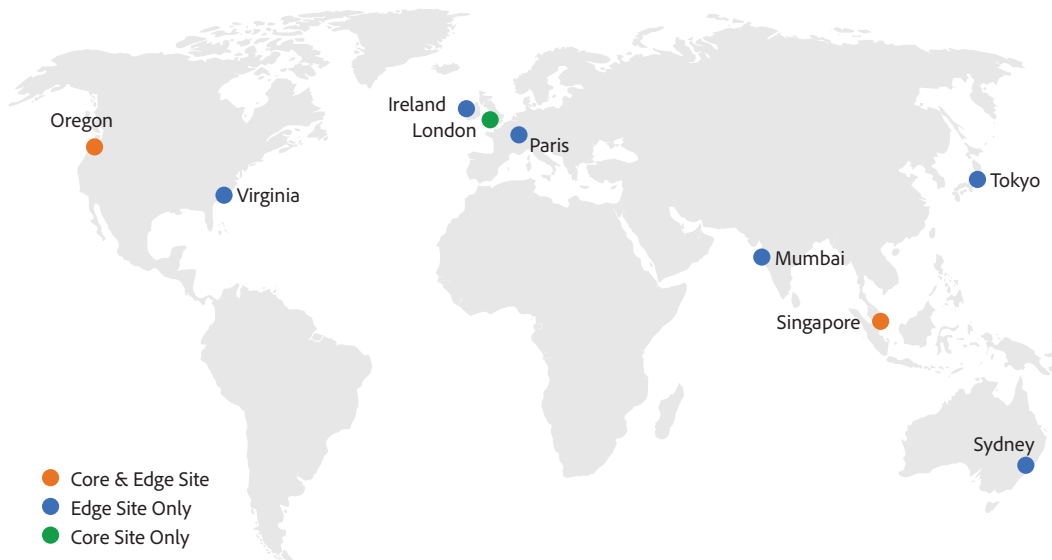 Ireland
Oregon
London
Paris
Virginia
Tokyo
Mumbai
Singapore
Sydney
Core & Edge Site
Edge Site Only
Core Site Only